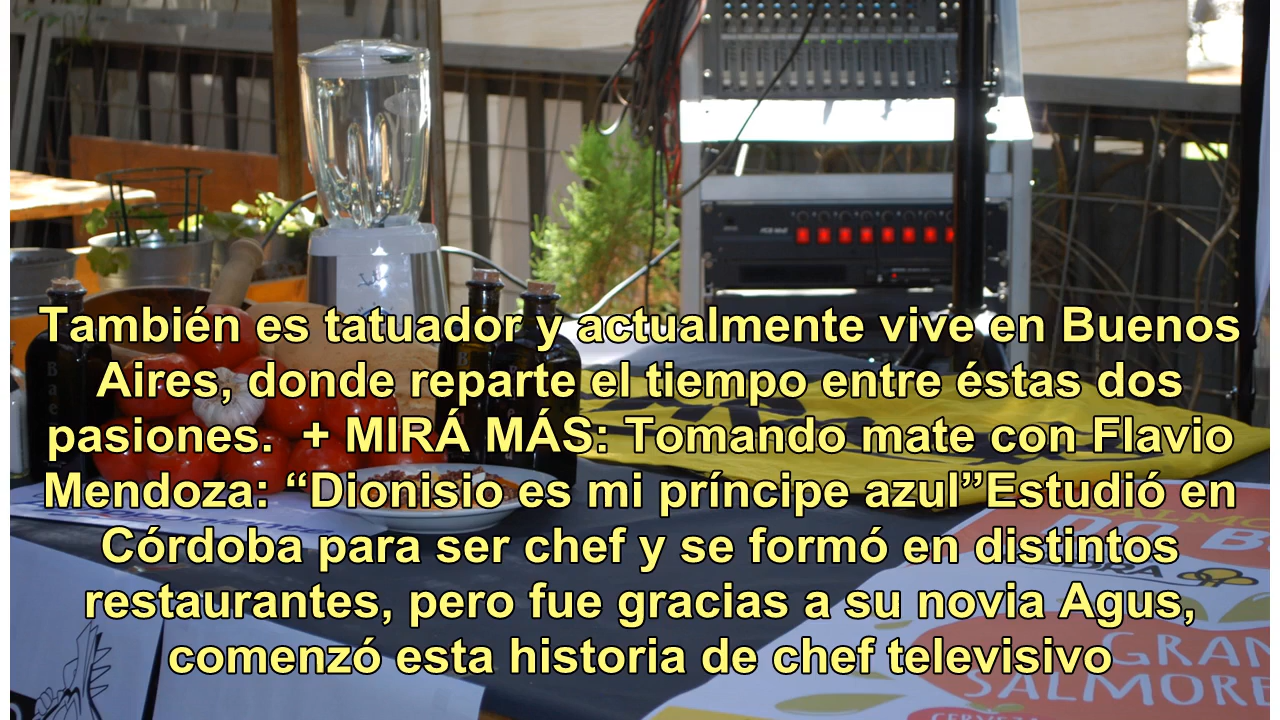 También es tatuador y actualmente vive en Buenos
Aires, donde reparte el tiempo entre éstas dos
pasiones.  + MIRÁ MÁS: Tomando mate con Flavio
Mendoza: “Dionisio es mi príncipe azul”Estudió en
Córdoba para ser chef y se formó en distintos
restaurantes, pero fue gracias a su novia Agus,
comenzó esta historia de chef televisivo
GRAN
SALMORE